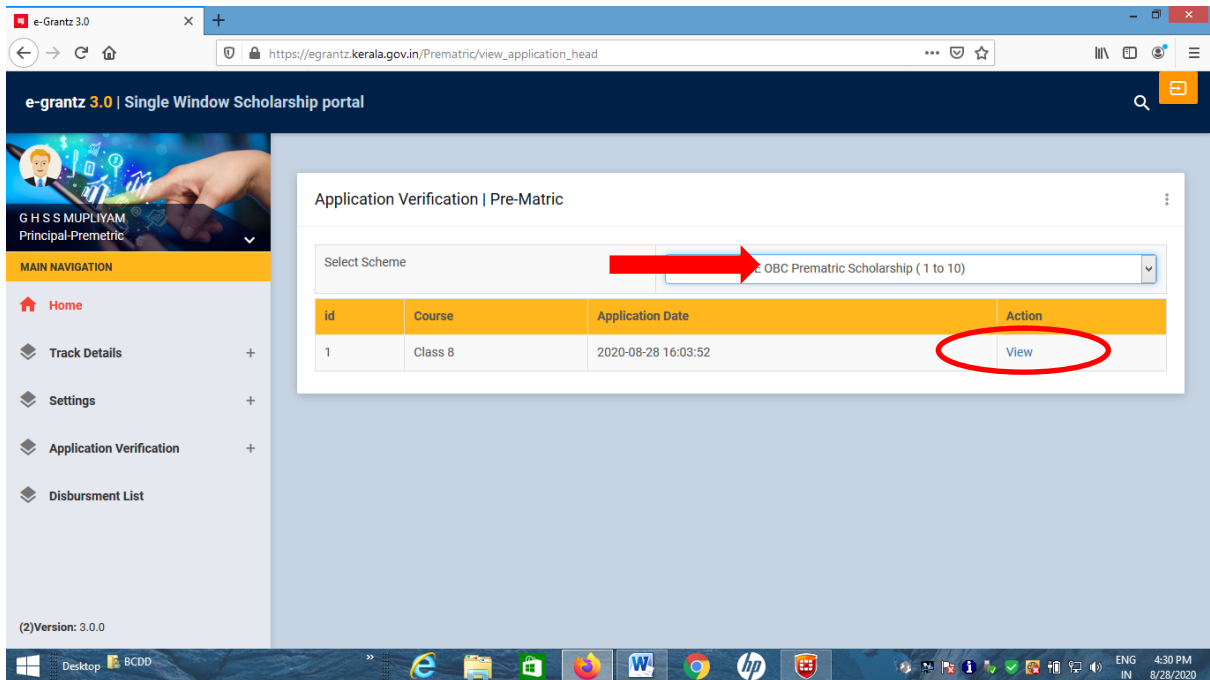 e-Grantz 3.0
https://egrantz.kerala.gov.in/Prematric/view_application_head
e-grantz 3.0 | Single Window Scholarship portal
G H S S MUPLIYAM
Principal-Premetric
MAIN NAVIGATION
Home
Track Details +
Settings +
Application Verification +
Disbursment List
(2)Version: 3.0.0
Application Verification | Pre-Matric
Select Scheme
OBC Prematric Scholarship ( 1 to 10)
id Course Application Date Action
1 Class 8 2020-08-28 16:03:52 View
Desktop BCDD
ENG 4:30 PM
IN 8/28/2020